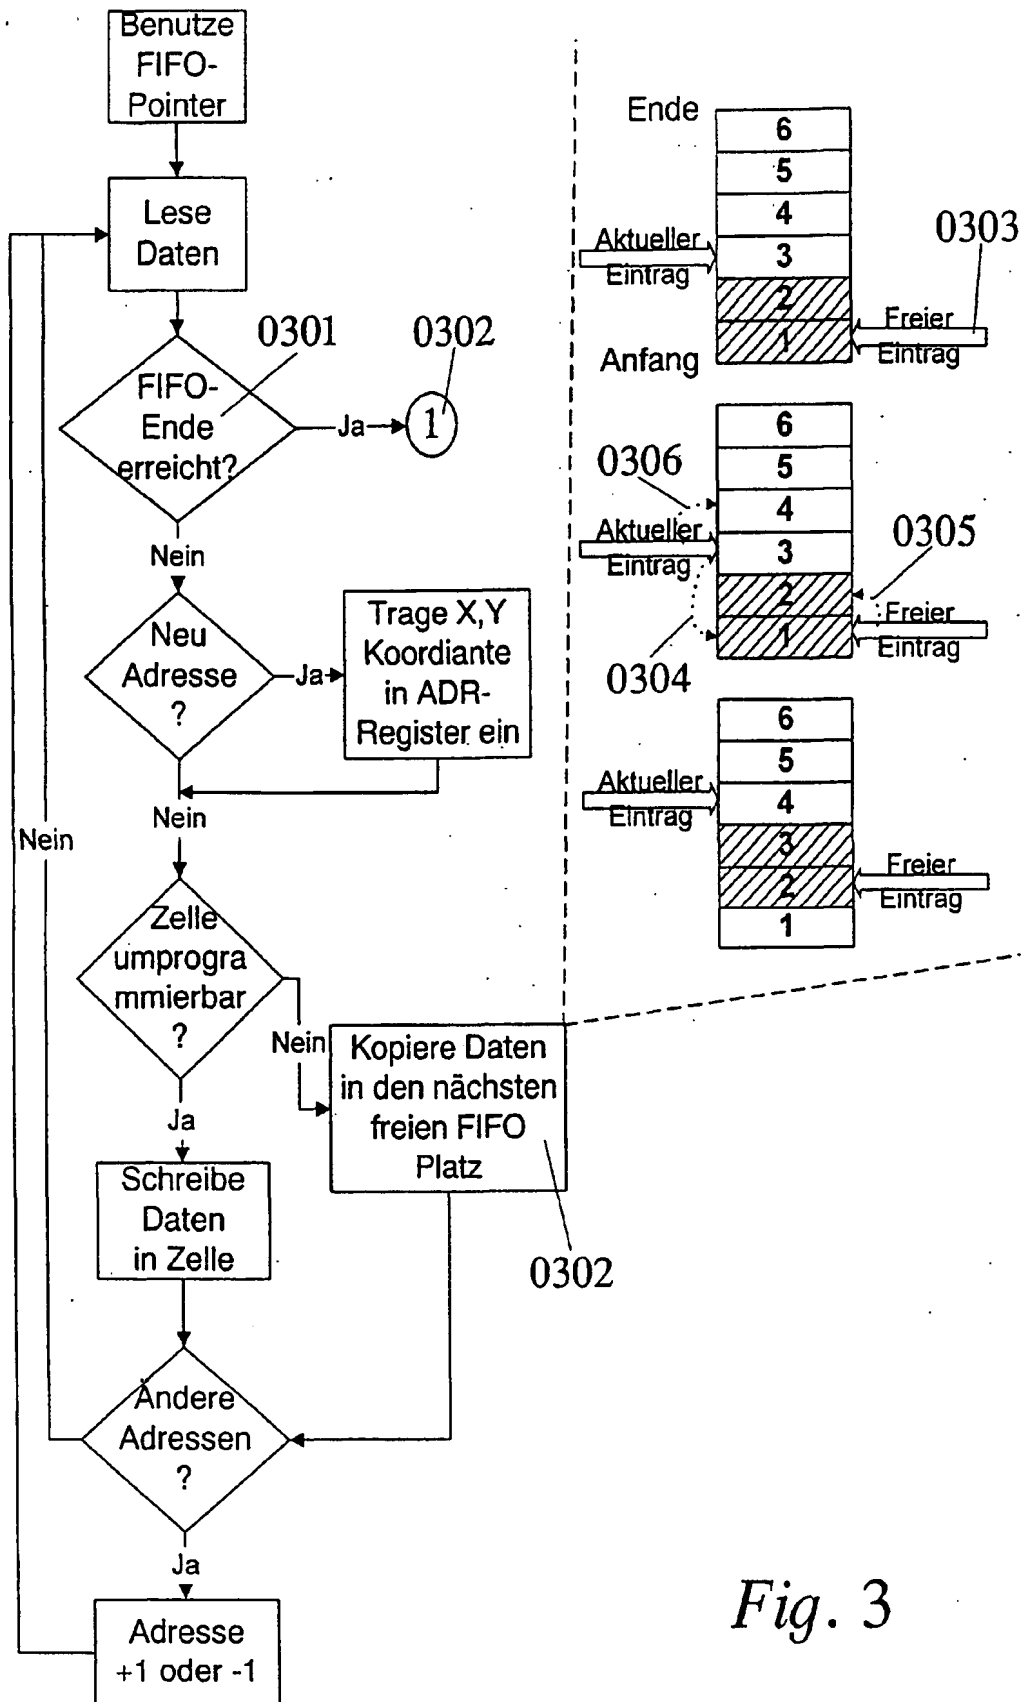 Benutze
FIFO-
Pointer
Lese
Daten
0301
0302
FIFO-
Ende
erreicht?
Ja
1
Nein
Neu
Adresse
?
Ja
Trage X,Y
Koordiante
in ADR-
Register ein
Nein
Nein
Zelle
umprogra
mmierbar
?
Nein
Kopiere Daten
in den nächsten
freien FIFO
Platz
0302
Ja
Schreibe
Daten
in Zelle
Ändere
Adressen
?
Ja
Adresse
+1 oder -1
Ende
6
5
4
3
2
1
Aktueller
Eintrag
0303
Freier
Eintrag
Anfang
6
5
4
3
2
1
0306
Aktueller
Eintrag
0305
Freier
Eintrag
0304
6
5
4
3
2
1
Aktueller
Eintrag
Freier
Eintrag
Fig. 3